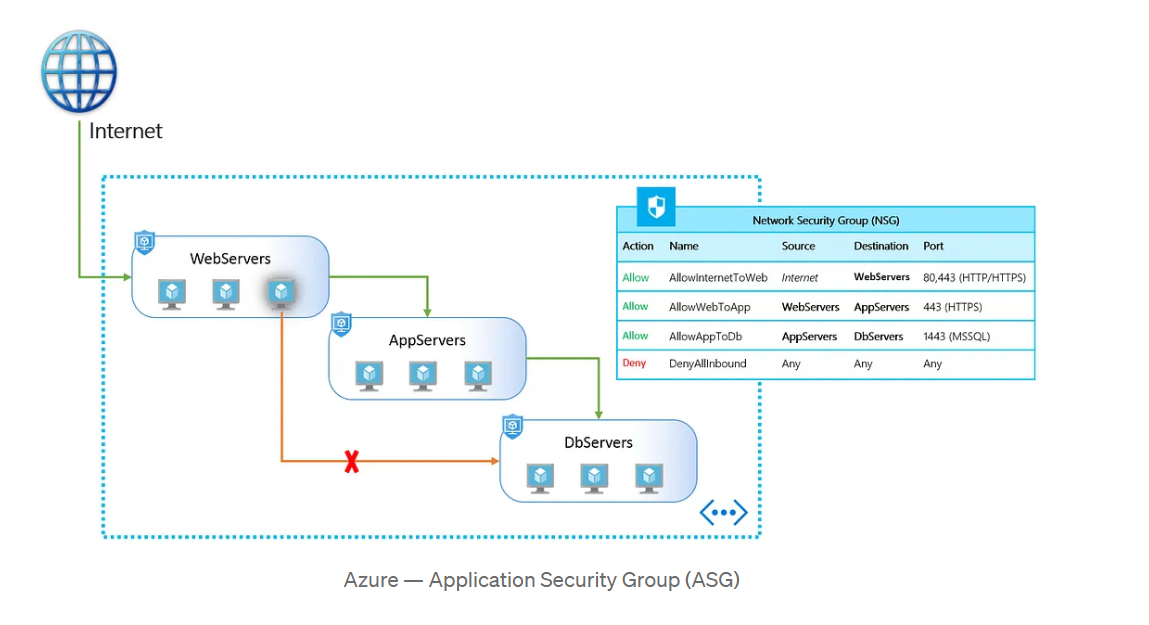 Internet
WebServers
AppServers
DbServers
Network Security Group (NSG)
Action Name Source Destination Port
Allow AllowInternetToWeb Internet WebServers 80,443 (HTTP/HTTPS)
Allow AllowWebToApp WebServers AppServers 443 (HTTPS)
Allow AllowAppToDb AppServers DbServers 1443 (MSSQL)
Deny DenyAllInbound Any Any Any
Azure — Application Security Group (ASG)